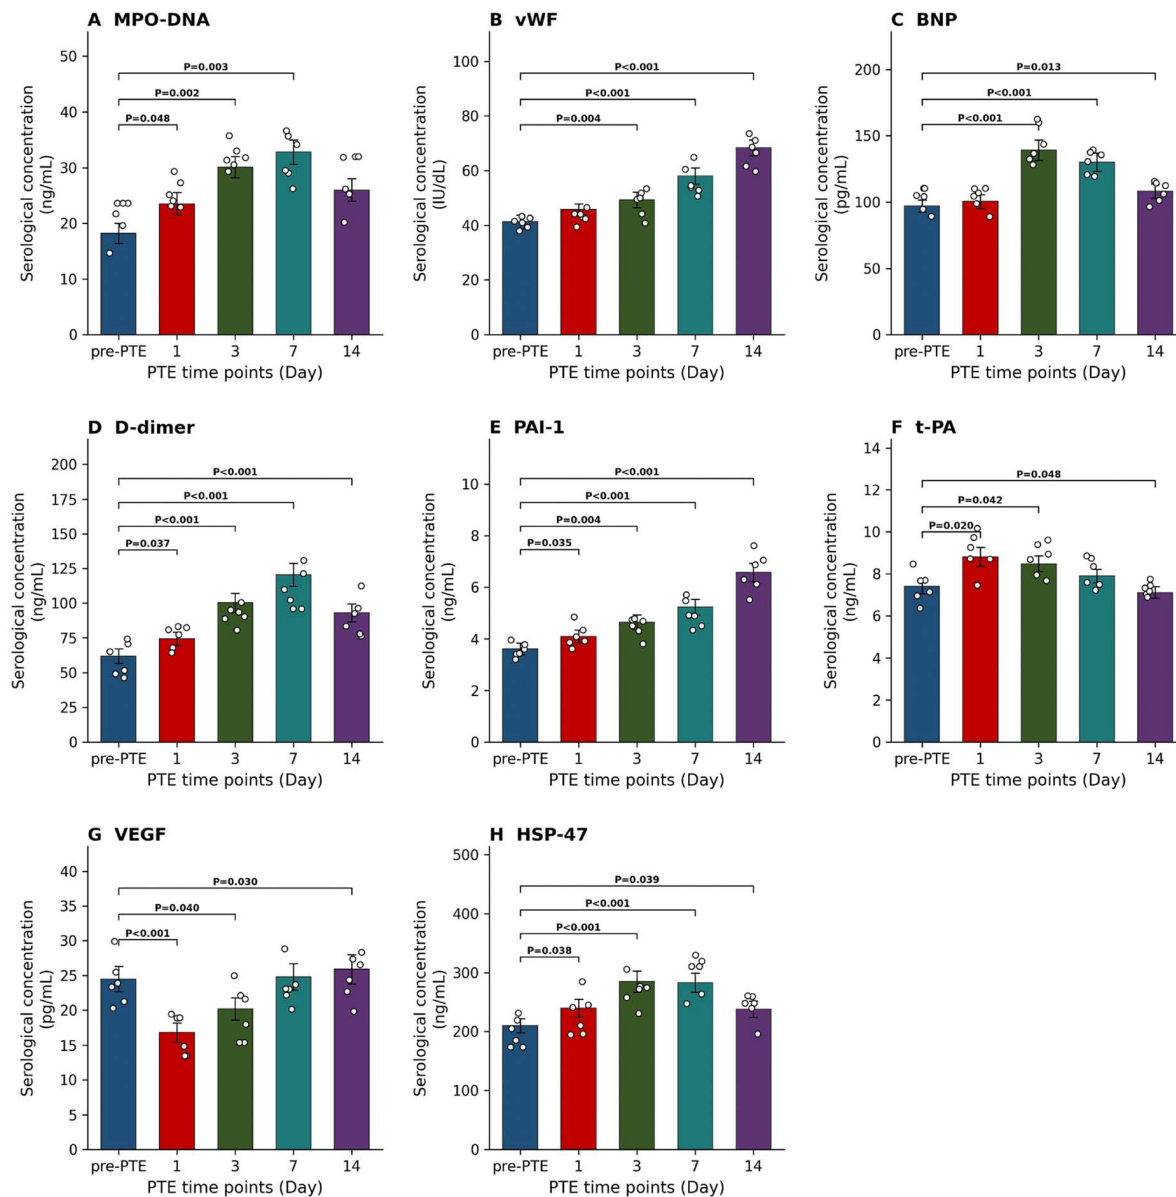 A MPO-DNA
Serological concentration
(ng/mL)
50
40
30
20
10
0
P=0.003
P=0.002
P=0.048
pre-PTE 1 3 7 14
PTE time points (Day)
B vWF
Serological concentration
(IU/dL)
100
80
60
40
20
0
P<0.001
P<0.001
P=0.004
pre-PTE 1 3 7 14
PTE time points (Day)
C BNP
Serological concentration
(pg/mL)
200
150
100
50
0
P=0.013
P<0.001
P<0.001
pre-PTE 1 3 7 14
PTE time points (Day)
D D-dimer
Serological concentration
(ng/mL)
200
175
150
125
100
75
50
25
0
P<0.001
P<0.001
P<0.001
P=0.037
pre-PTE 1 3 7 14
PTE time points (Day)
E PAI-1
Serological concentration
(ng/mL)
10
8
6
4
2
0
P<0.001
P<0.001
P=0.004
P=0.035
pre-PTE 1 3 7 14
PTE time points (Day)
F t-PA
Serological concentration
(ng/mL)
14
12
10
8
6
4
2
0
P=0.048
P=0.042
P=0.020
pre-PTE 1 3 7 14
PTE time points (Day)
G VEGF
Serological concentration
(pg/mL)
40
35
30
25
20
15
10
5
0
P=0.030
P=0.040
P<0.001
pre-PTE 1 3 7 14
PTE time points (Day)
H HSP-47
Serological concentration
(ng/mL)
500
400
300
200
100
0
P=0.039
P<0.001
P<0.001
P=0.038
pre-PTE 1 3 7 14
PTE time points (Day)